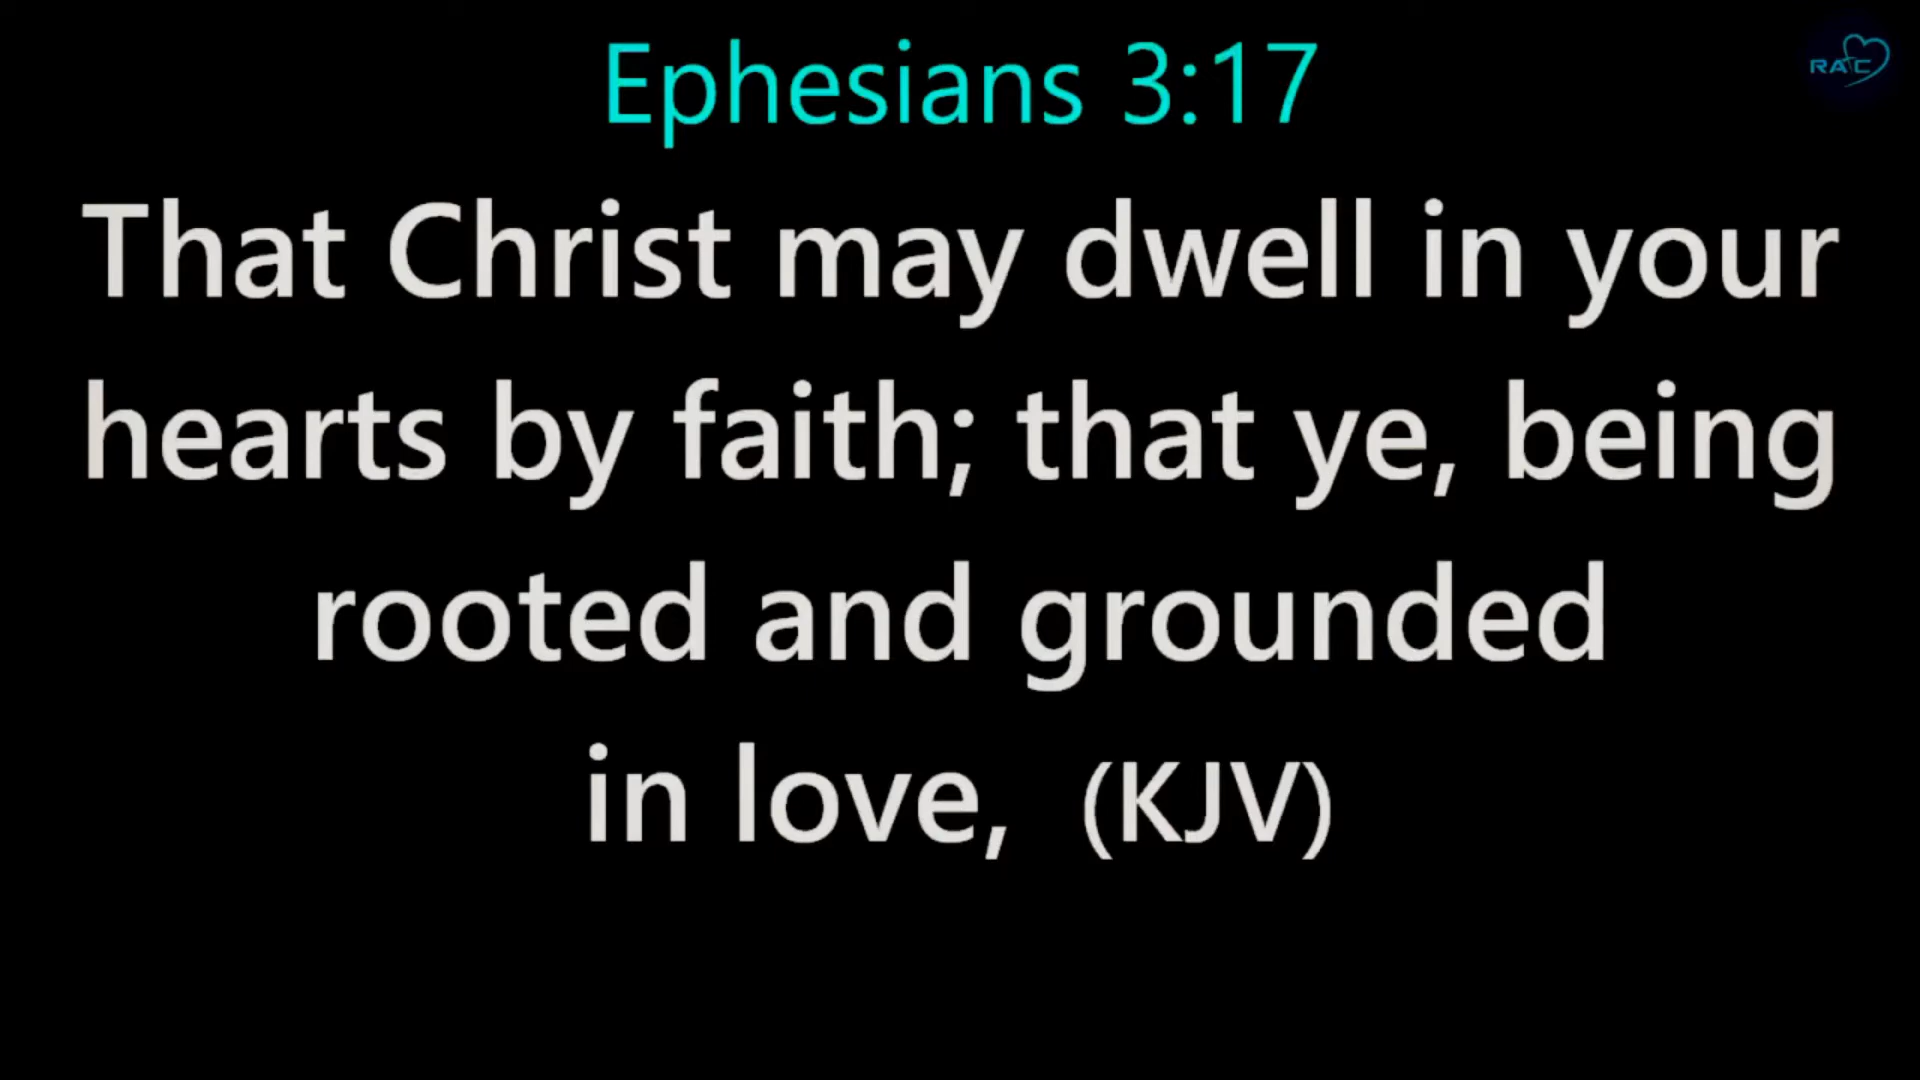 Ephesians 3:17
RAC
That Christ may dwell in your
hearts by faith; that ye, being
rooted and grounded
in love, (KJV)